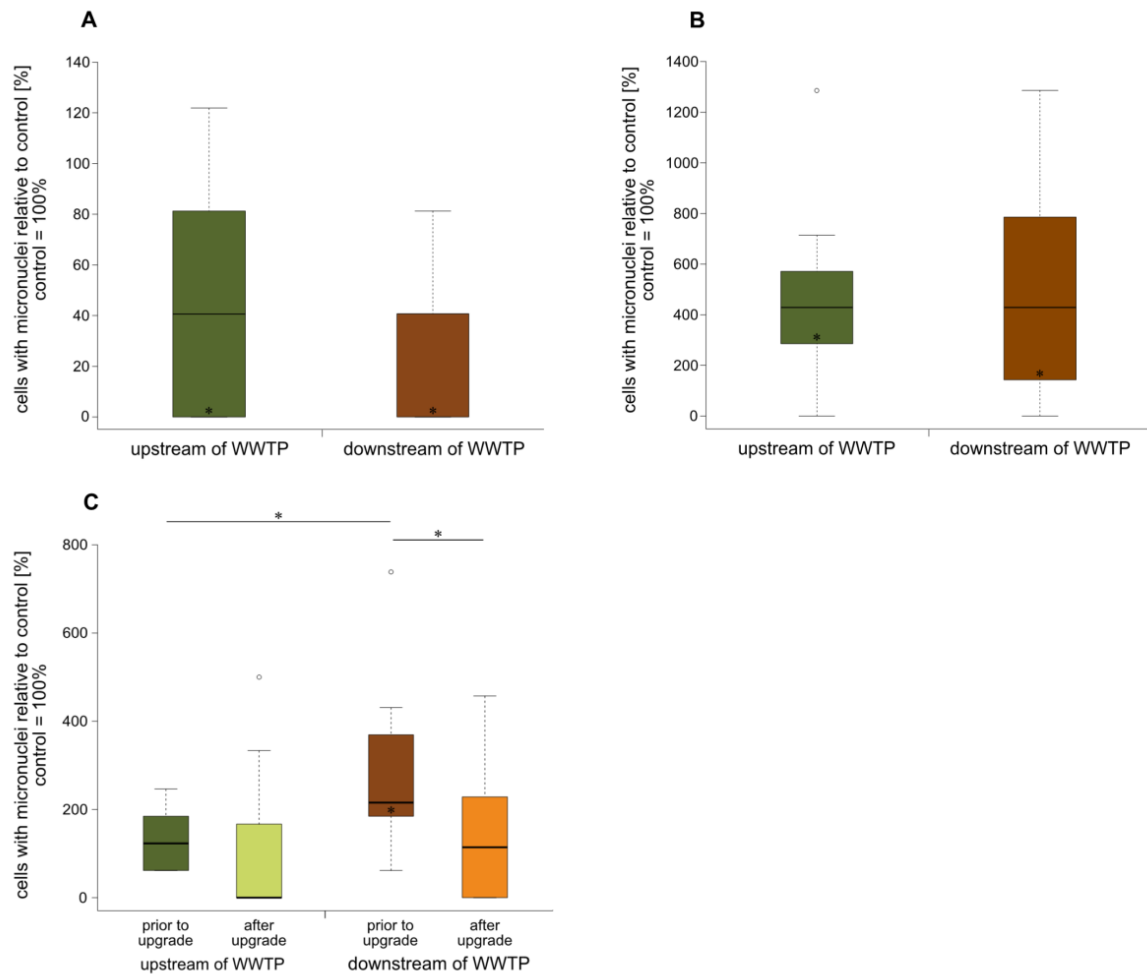 A
cells with micronuclei relative to control [%]
control = 100%
140
120
100
80
60
40
20
0
*
*
upstream of WWTP
downstream of WWTP
B
cells with micronuclei relative to control [%]
control = 100%
1400
1200
1000
800
600
400
200
0
*
*
upstream of WWTP
downstream of WWTP
C
*
*
cells with micronuclei relative to control [%]
control = 100%
800
600
400
200
0
*
prior to
upgrade
after
upgrade
prior to
upgrade
after
upgrade
upstream of WWTP
downstream of WWTP